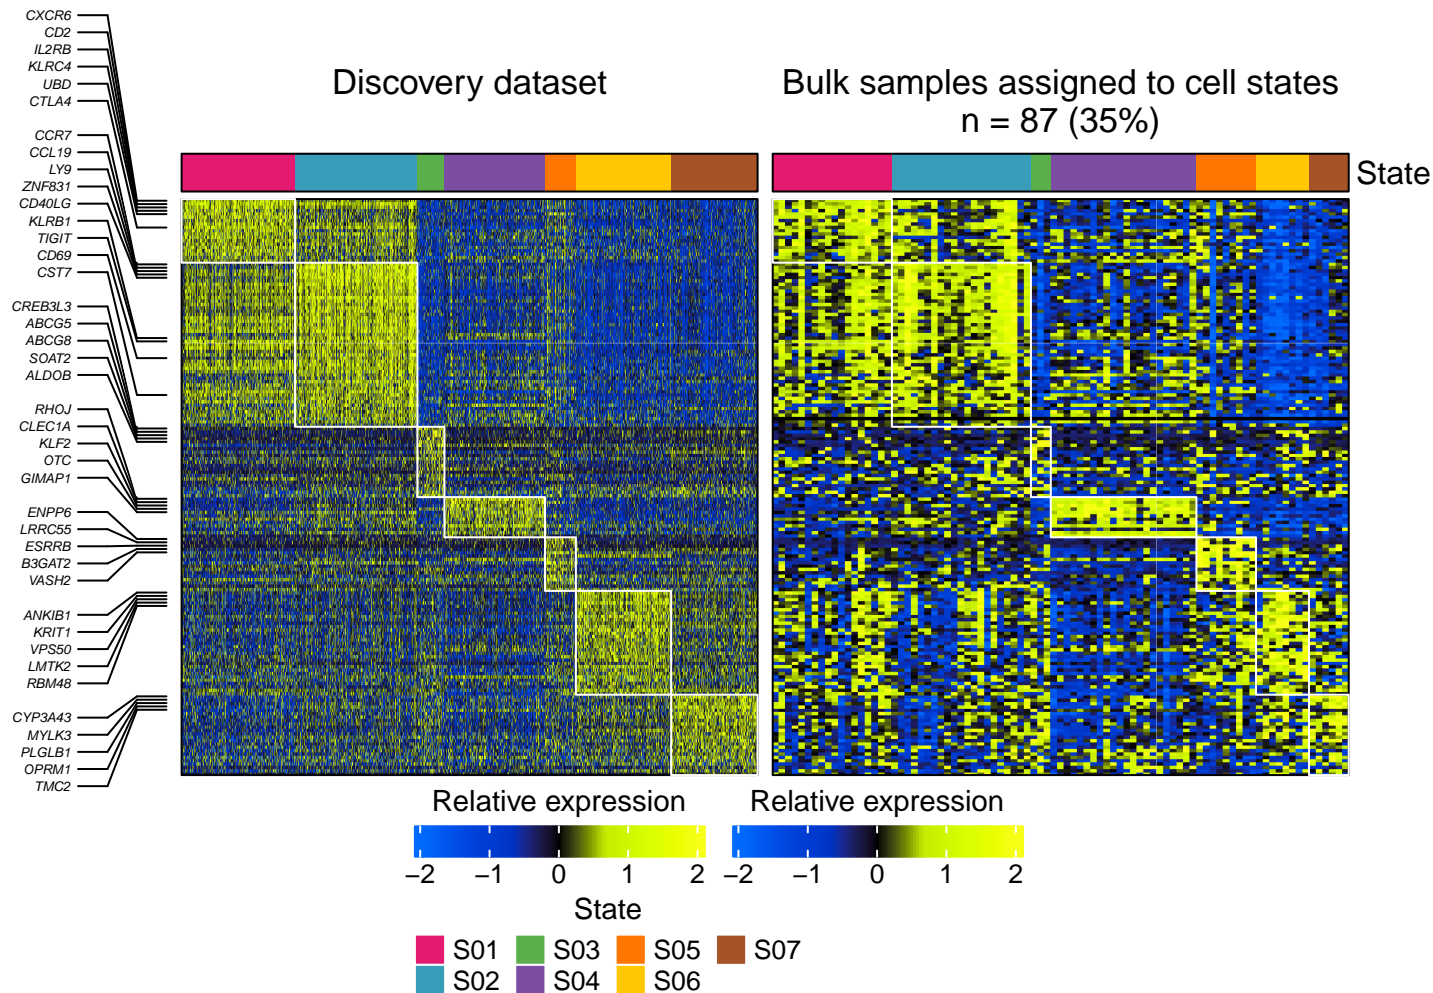 CXCR6
CD2
IL2RB
KLRC4
UBD
CTLA4
CCR7
CCL19
LY9
ZNF831
CD40LG
KLRB1
TIGIT
CD69
CST7
CREB3L3
ABCG5
ABCG8
SOAT2
ALDOB
RHOJ
CLEC1A
KLF2
OTC
GIMAP1
ENPP6
LRRC55
ESRRB
B3GAT2
VASH2
ANKIB1
KRIT1
VPS50
LMTK2
RBM48
CYP3A43
MYLK3
PLGLB1
OPRM1
TMC2
Discovery dataset
Bulk samples assigned to cell states
n = 87 (35%)
State
Relative expression
−2 −1 0 1 2
Relative expression
−2 −1 0 1 2
State
S01 S03 S05 S07
S02 S04 S06